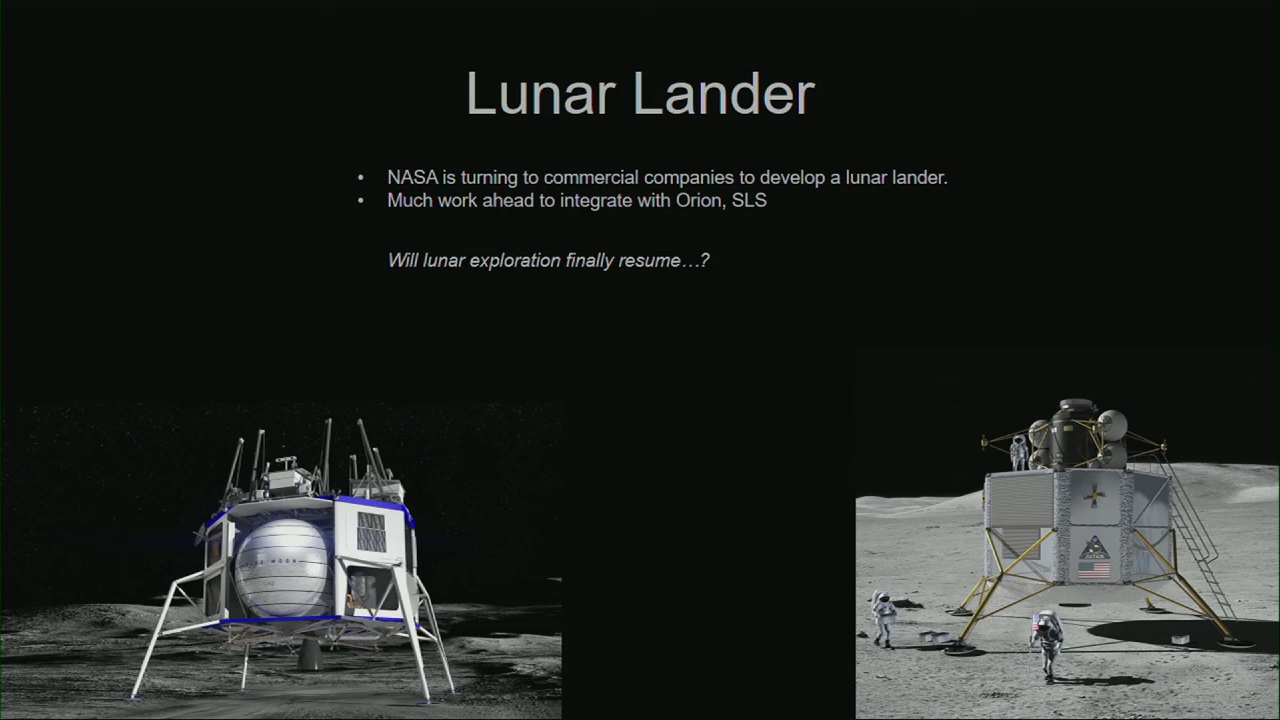 Lunar Lander
• NASA is turning to commercial companies to develop a lunar lander.
• Much work ahead to integrate with Orion, SLS
Will lunar exploration finally resume…?